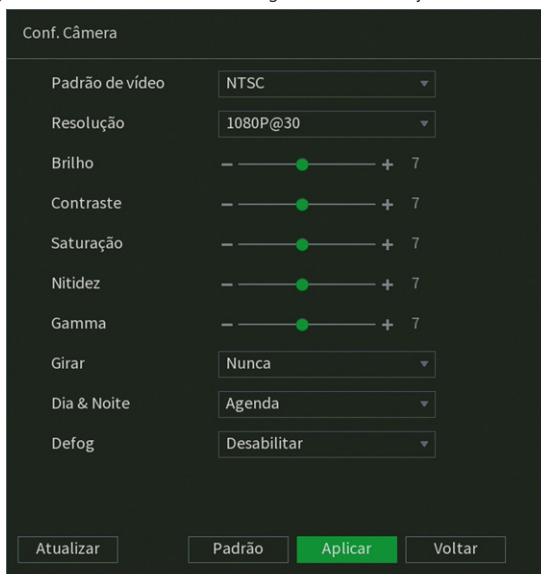 Conf. Câmera
Padrão de vídeo NTSC
Resolução 1080P@30
Brilho - + 7
Contraste - + 7
Saturação - + 7
Nitidez - + 7
Gamma - + 7
Girar Nunca
Dia & Noite Agenda
Defog Desabilitar
Atualizar Padrão Aplicar Voltar